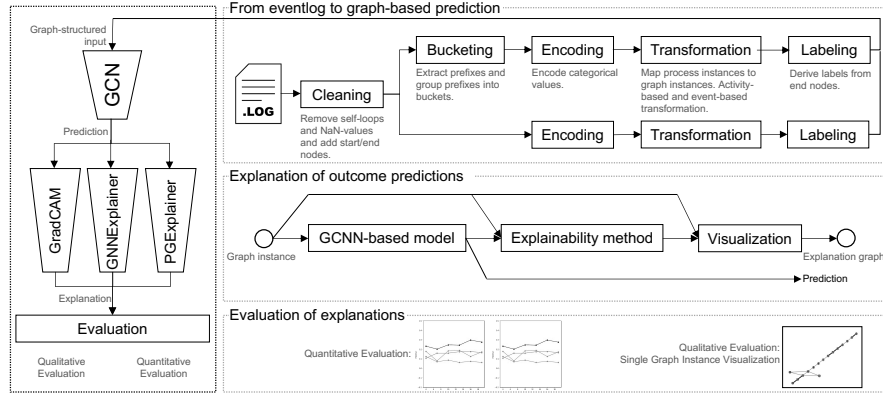 Graph-structured
input
GCN
Prediction
GradCAM
GNNExplainer
PGExplainer
Explanation
Evaluation
Qualitative
Evaluation
Quantitative
Evaluation
From eventlog to graph-based prediction
.LOG
Cleaning
Remove self-loops
and NaN-values
and add start/end
nodes.
Bucketing
Extract prefixes and
group prefixes into
buckets.
Encoding
Encode categorical
values.
Transformation
Map process instances to
graph instances. Activity-
based and event-based
transformation.
Labeling
Derive labels from
end nodes.
Encoding
Transformation
Labeling
Explanation of outcome predictions
Graph instance
GCNN-based model
Explainability method
Visualization
Explanation graph
Prediction
Evaluation of explanations
Quantitative Evaluation:
Qualitative Evaluation:
Single Graph Instance Visualization